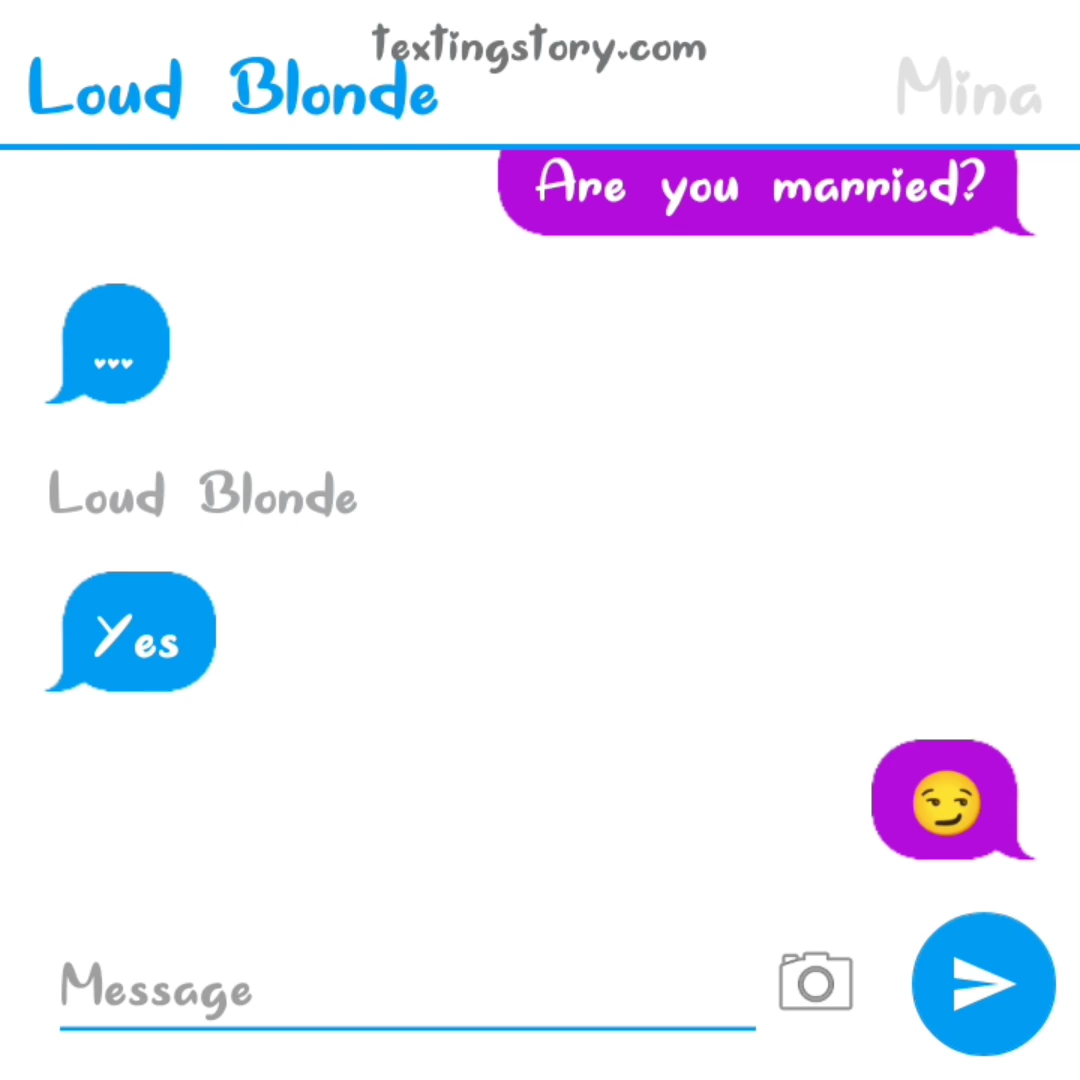 textingstory.com
Loud Blonde
Mina
Are you married?
...
Loud Blonde
Yes
😏
Message